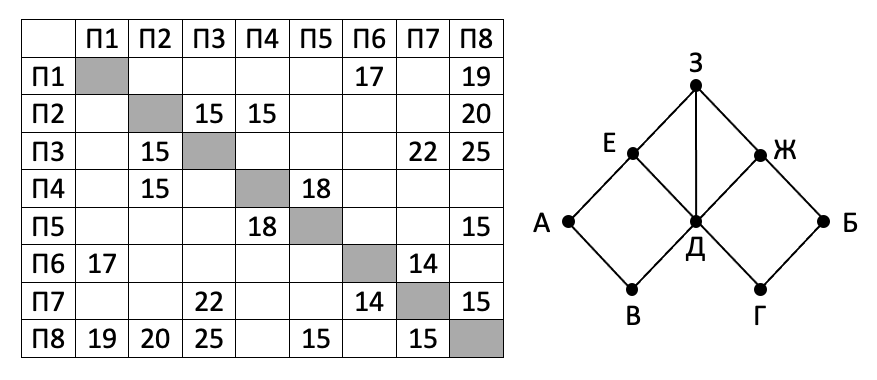 П1 П2 П3 П4 П5 П6 П7 П8
П1 17 19
П2 15 15 20
П3 15 22 25
П4 15 18
П5 18 15
П6 17 14
П7 22 14 15
П8 19 20 25 15 15
З
Е Ж
А Д Б
В Г